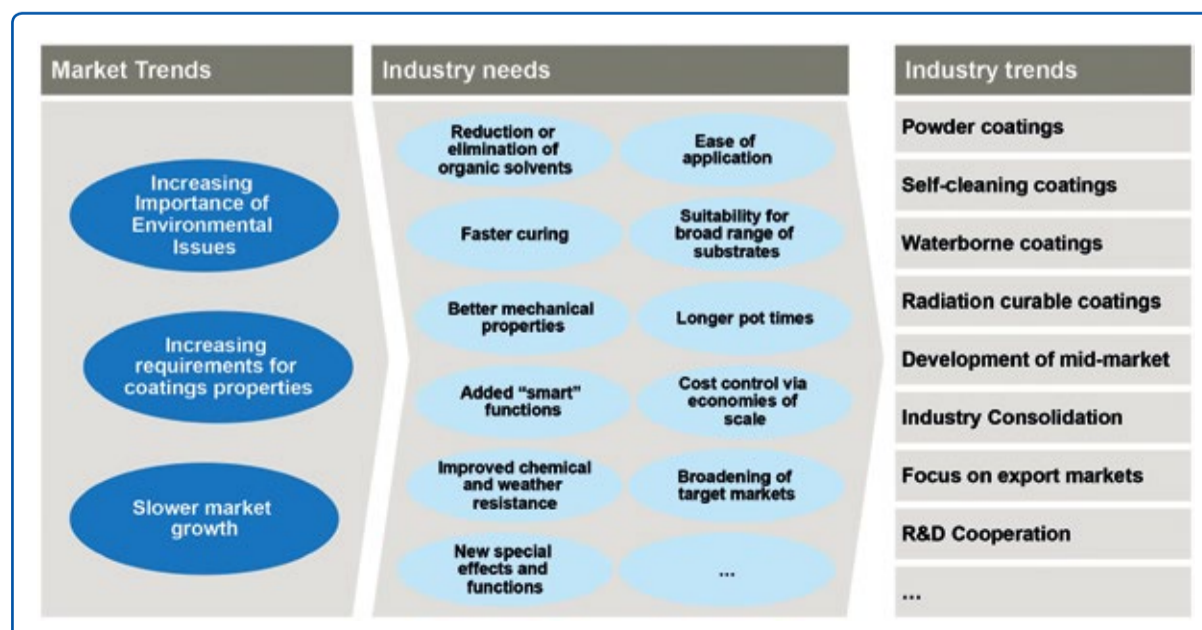 Market Trends
Increasing
Importance of
Environmental
Issues
Increasing
requirements for
coatings properties
Slower market
growth
Industry needs
Reduction or
elimination of
organic solvents
Ease of
application
Faster curing
Suitability for
broad range of
substrates
Better mechanical
properties
Longer pot times
Added “smart”
functions
Cost control via
economies of
scale
Improved chemical
and weather
resistance
Broadening of
target markets
New special
effects and
functions
...
Industry trends
Powder coatings
Self-cleaning coatings
Waterborne coatings
Radiation curable coatings
Development of mid-market
Industry Consolidation
Focus on export markets
R&D Cooperation
...